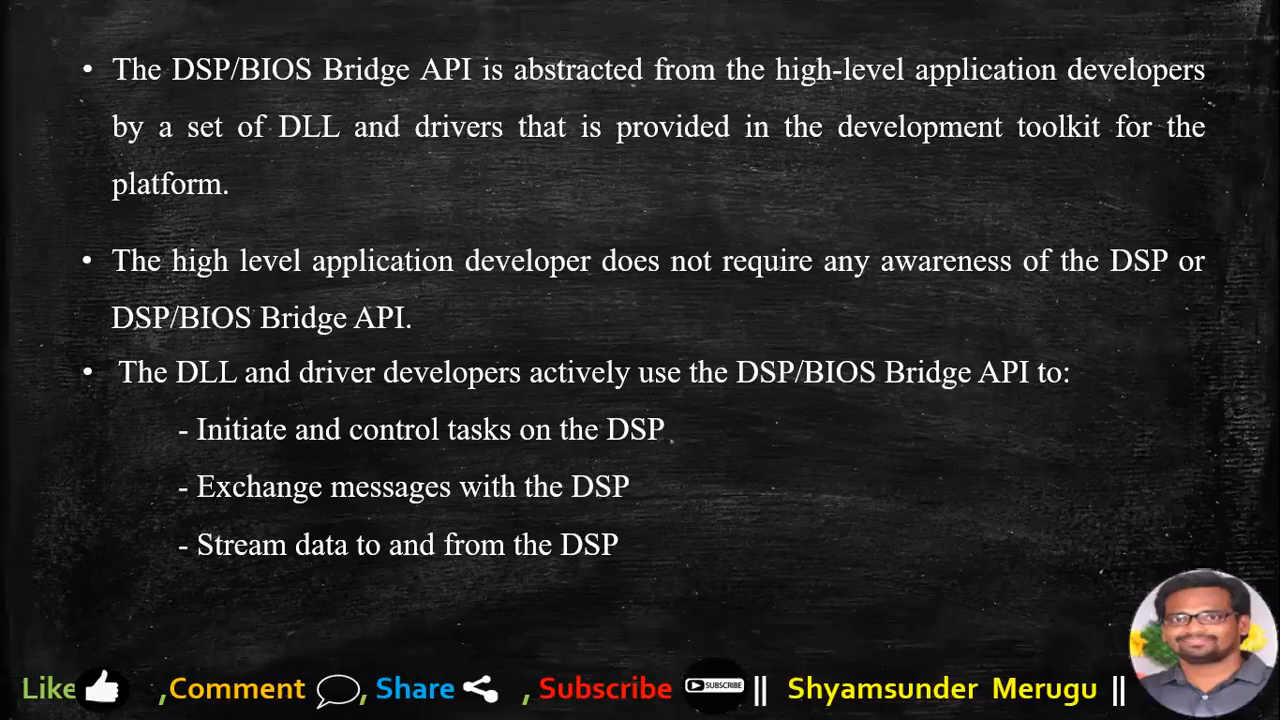 • The DSP/BIOS Bridge API is abstracted from the high-level application developers
by a set of DLL and drivers that is provided in the development toolkit for the
platform.
• The high level application developer does not require any awareness of the DSP or
DSP/BIOS Bridge API.
• The DLL and driver developers actively use the DSP/BIOS Bridge API to:
- Initiate and control tasks on the DSP
- Exchange messages with the DSP
- Stream data to and from the DSP
Like ,Comment , Share , Subscribe SUBSCRIBE || Shyamsunder Merugu ||